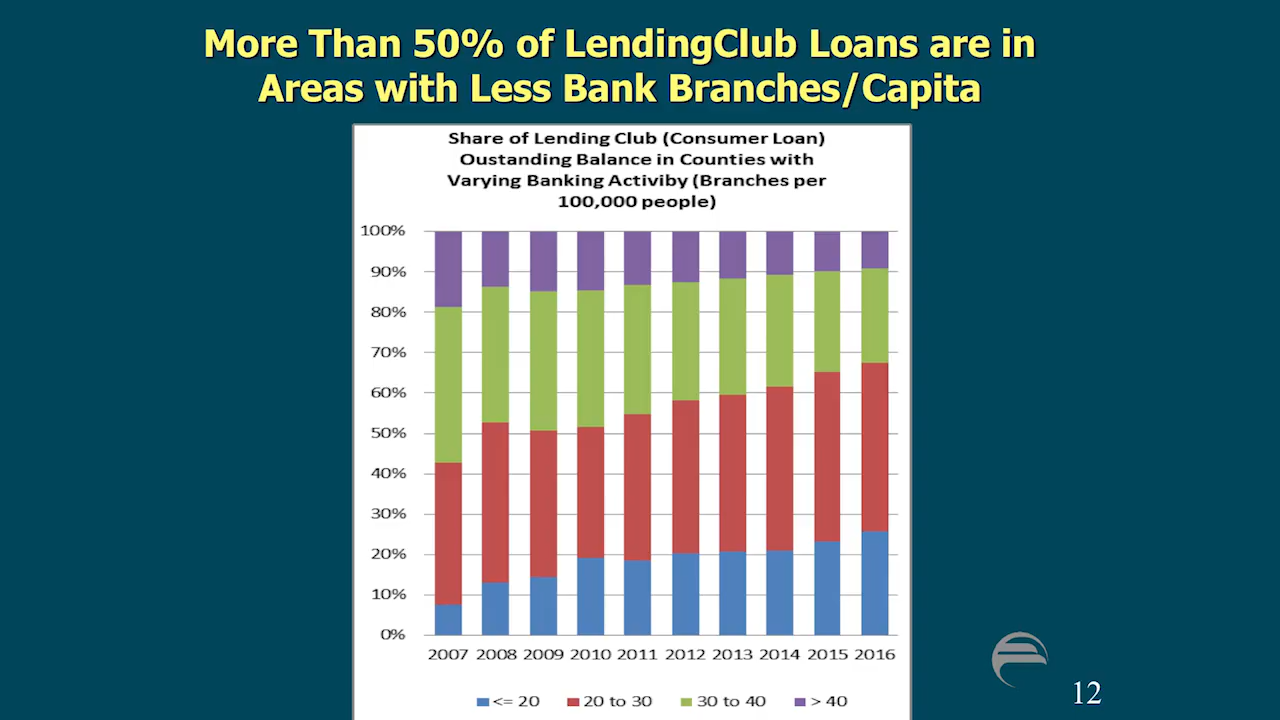 More Than 50% of LendingClub Loans are in
Areas with Less Bank Branches/Capita
Share of Lending Club (Consumer Loan)
Oustanding Balance in Counties with
Varying Banking Activiby (Branches per
100,000 people)
100%
90%
80%
70%
60%
50%
40%
30%
20%
10%
0%
2007 2008 2009 2010 2011 2012 2013 2014 2015 2016
<= 20 20 to 30 30 to 40 > 40
12